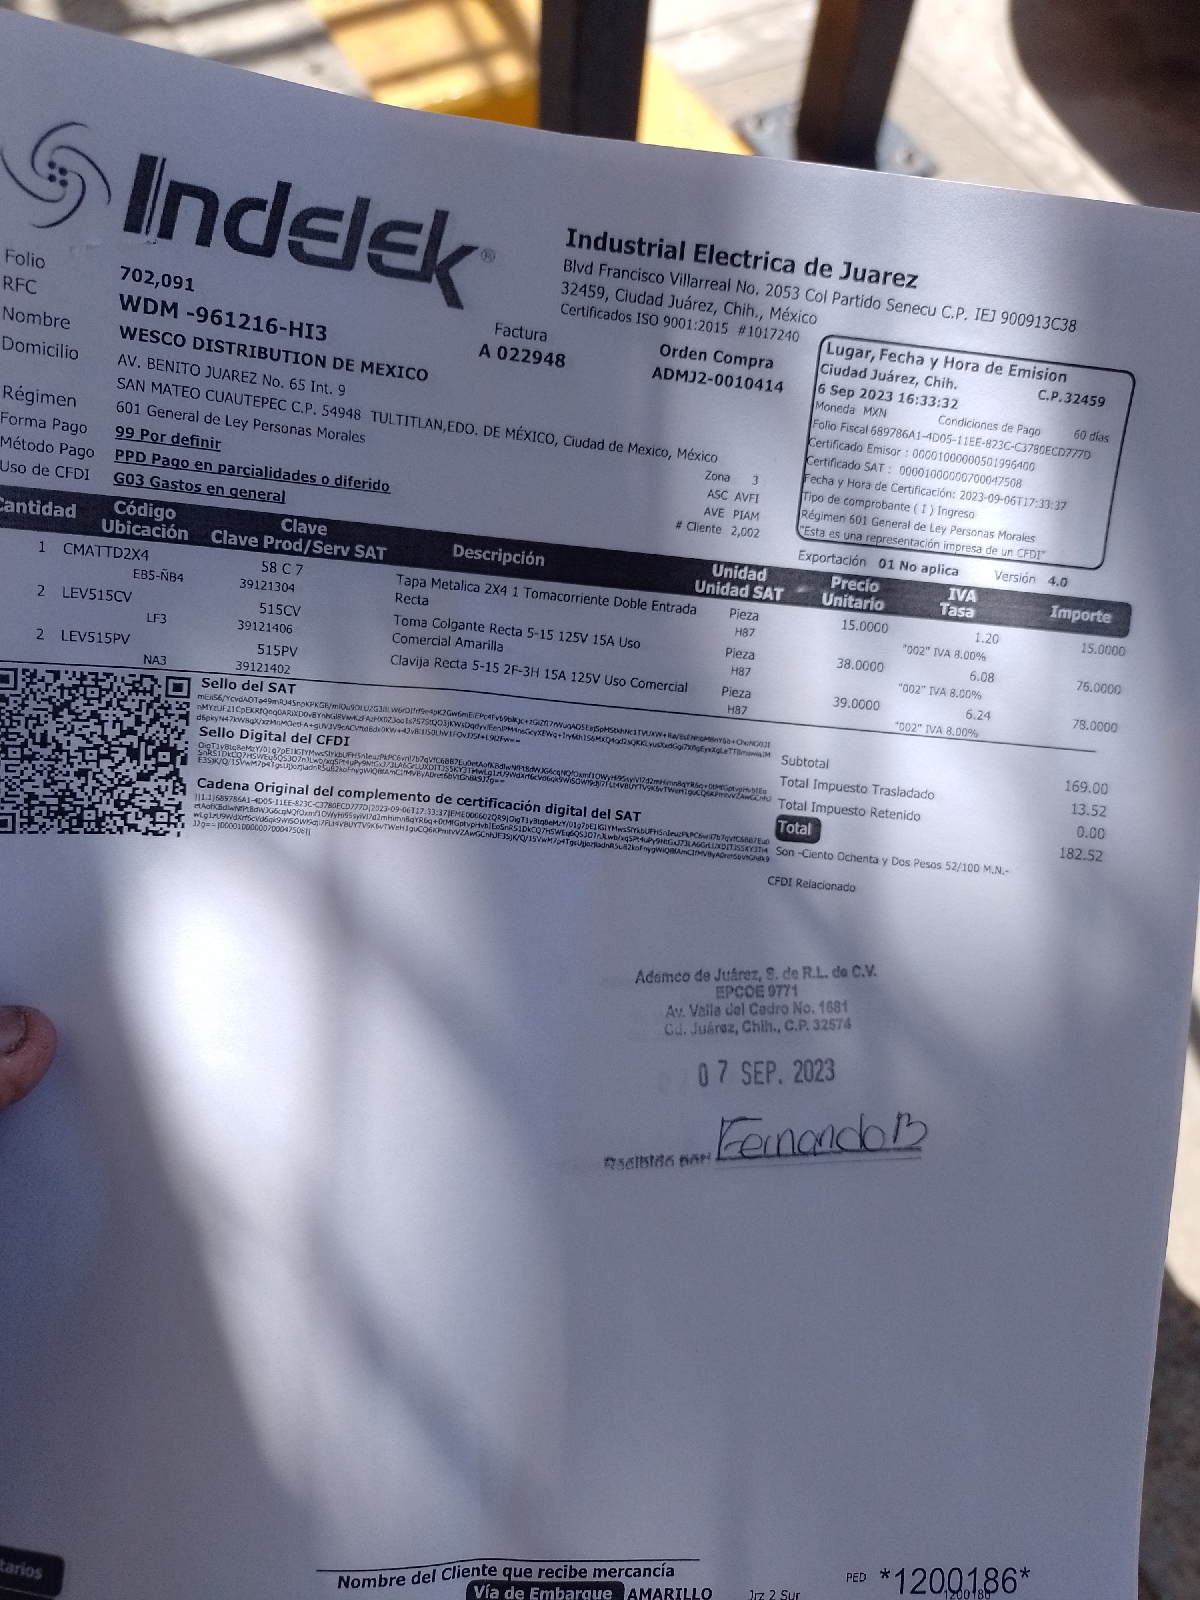 Indelek®
Industrial Electrica de Juarez
Blvd Francisco Villarreal No. 2053 Col Partido Senecu C.P. IEJ 900913C38
32459, Ciudad Juárez, Chih., México
Certificados ISO 9001:2015 #1017240
Folio 702,091
RFC WDM -961216-HI3
Nombre WESCO DISTRIBUTION DE MEXICO
Domicilio AV. BENITO JUAREZ No. 65 Int. 9
SAN MATEO CUAUTEPEC C.P. 54948 TULTITLAN,EDO. DE MÉXICO, Ciudad de Mexico, México
Régimen 601 General de Ley Personas Morales
Forma Pago 99 Por definir
Método Pago PPD Pago en parcialidades o diferido
Uso de CFDI G03 Gastos en general
Factura
A 022948
Orden Compra
ADMJ2-0010414
Lugar, Fecha y Hora de Emision
Ciudad Juárez, Chih. C.P.32459
6 Sep 2023 16:33:32
Moneda MXN Condiciones de Pago 60 días
Folio Fiscal 689786A1-4D05-11EE-823C-C3780ECD777D
Certificado Emisor : 00001000000501996400
Certificado SAT : 00001000000700047508
Fecha y Hora de Certificación: 2023-09-06T17:33:37
Tipo de comprobante ( I ) Ingreso
Régimen 601 General de Ley Personas Morales
"Esta es una representación impresa de un CFDI"
Zona 3
ASC AVFI
AVE PIAM
# Cliente 2,002
Exportación 01 No aplica Versión 4.0
Cantidad Código Ubicación Clave Clave Prod/Serv SAT Descripción Unidad Unidad SAT Precio Unitario IVA Tasa Importe
1 CMATTD2X4 58 C 7 Tapa Metalica 2X4 1 Tomacorriente Doble Entrada Pieza 15.0000 1.20 15.0000
EB5-ÑB4 39121304 Recta H87 "002" IVA 8.00%
2 LEV515CV 515CV Toma Colgante Recta 5-15 125V 15A Uso Pieza 38.0000 6.08 76.0000
LF3 39121406 Comercial Amarilla H87 "002" IVA 8.00%
2 LEV515PV 515PV Clavija Recta 5-15 2F-3H 15A 125V Uso Comercial Pieza 39.0000 6.24 78.0000
NA3 39121402 H87 "002" IVA 8.00%
Sello del SAT
Sello Digital del CFDI
Cadena Original del complemento de certificación digital del SAT
Subtotal 169.00
Total Impuesto Trasladado 13.52
Total Impuesto Retenido 0.00
Total 182.52
Son -Ciento Ochenta y Dos Pesos 52/100 M.N.-
CFDI Relacionado
Ademco de Juárez, S. de R.L. de C.V.
EPCOE 9771
Av. Valle del Cedro No. 1681
Cd. Juárez, Chih., C.P. 32574
07 SEP. 2023
Recibido por: Fernando B
tarios
Nombre del Cliente que recibe mercancía
Vía de Embarque AMARILLO Jrz 2 Sur
PED *1200186*
1200186